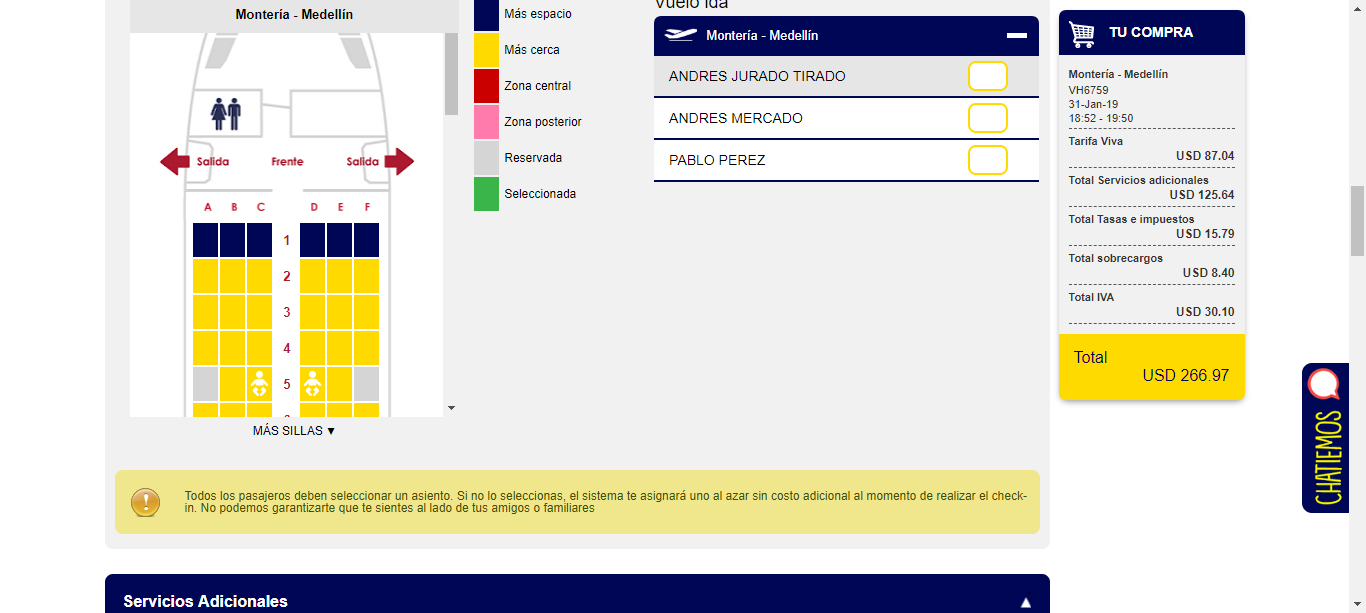 Montería - Medellín
Salida
Frente
Salida
A B C D E F
1
2
3
4
5
MÁS SILLAS ▼
Más espacio
Más cerca
Zona central
Zona posterior
Reservada
Seleccionada
Vuelo Ida
Montería - Medellín
ANDRES JURADO TIRADO
ANDRES MERCADO
PABLO PEREZ
Todos los pasajeros deben seleccionar un asiento. Si no lo seleccionas, el sistema te asignará uno al azar sin costo adicional al momento de realizar el check-
in. No podemos garantizarte que te sientes al lado de tus amigos o familiares
Servicios Adicionales
TU COMPRA
Montería - Medellín
VH6759
31-Jan-19
18:52 - 19:50
Tarifa Viva
USD 87.04
Total Servicios adicionales
USD 125.64
Total Tasas e impuestos
USD 15.79
Total sobrecargos
USD 8.40
Total IVA
USD 30.10
Total
USD 266.97
CHATIEMOS